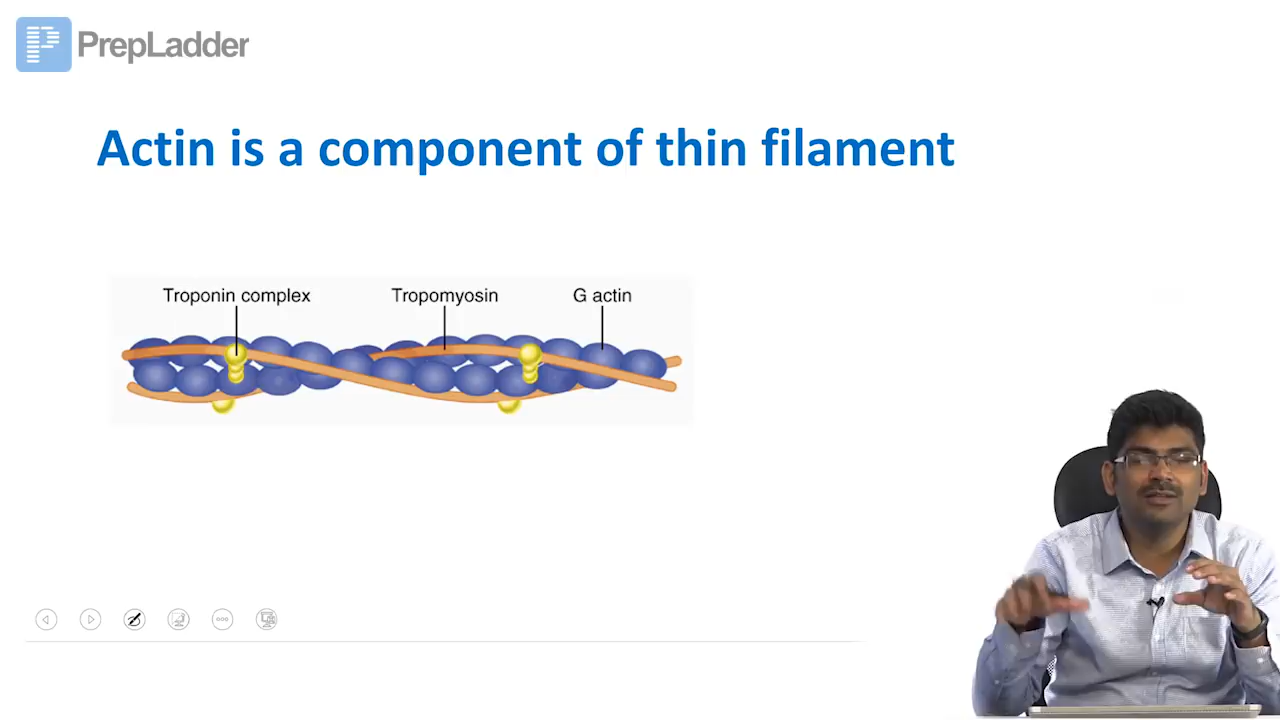 PrepLadder
Actin is a component of thin filament
Troponin complex Tropomyosin G actin